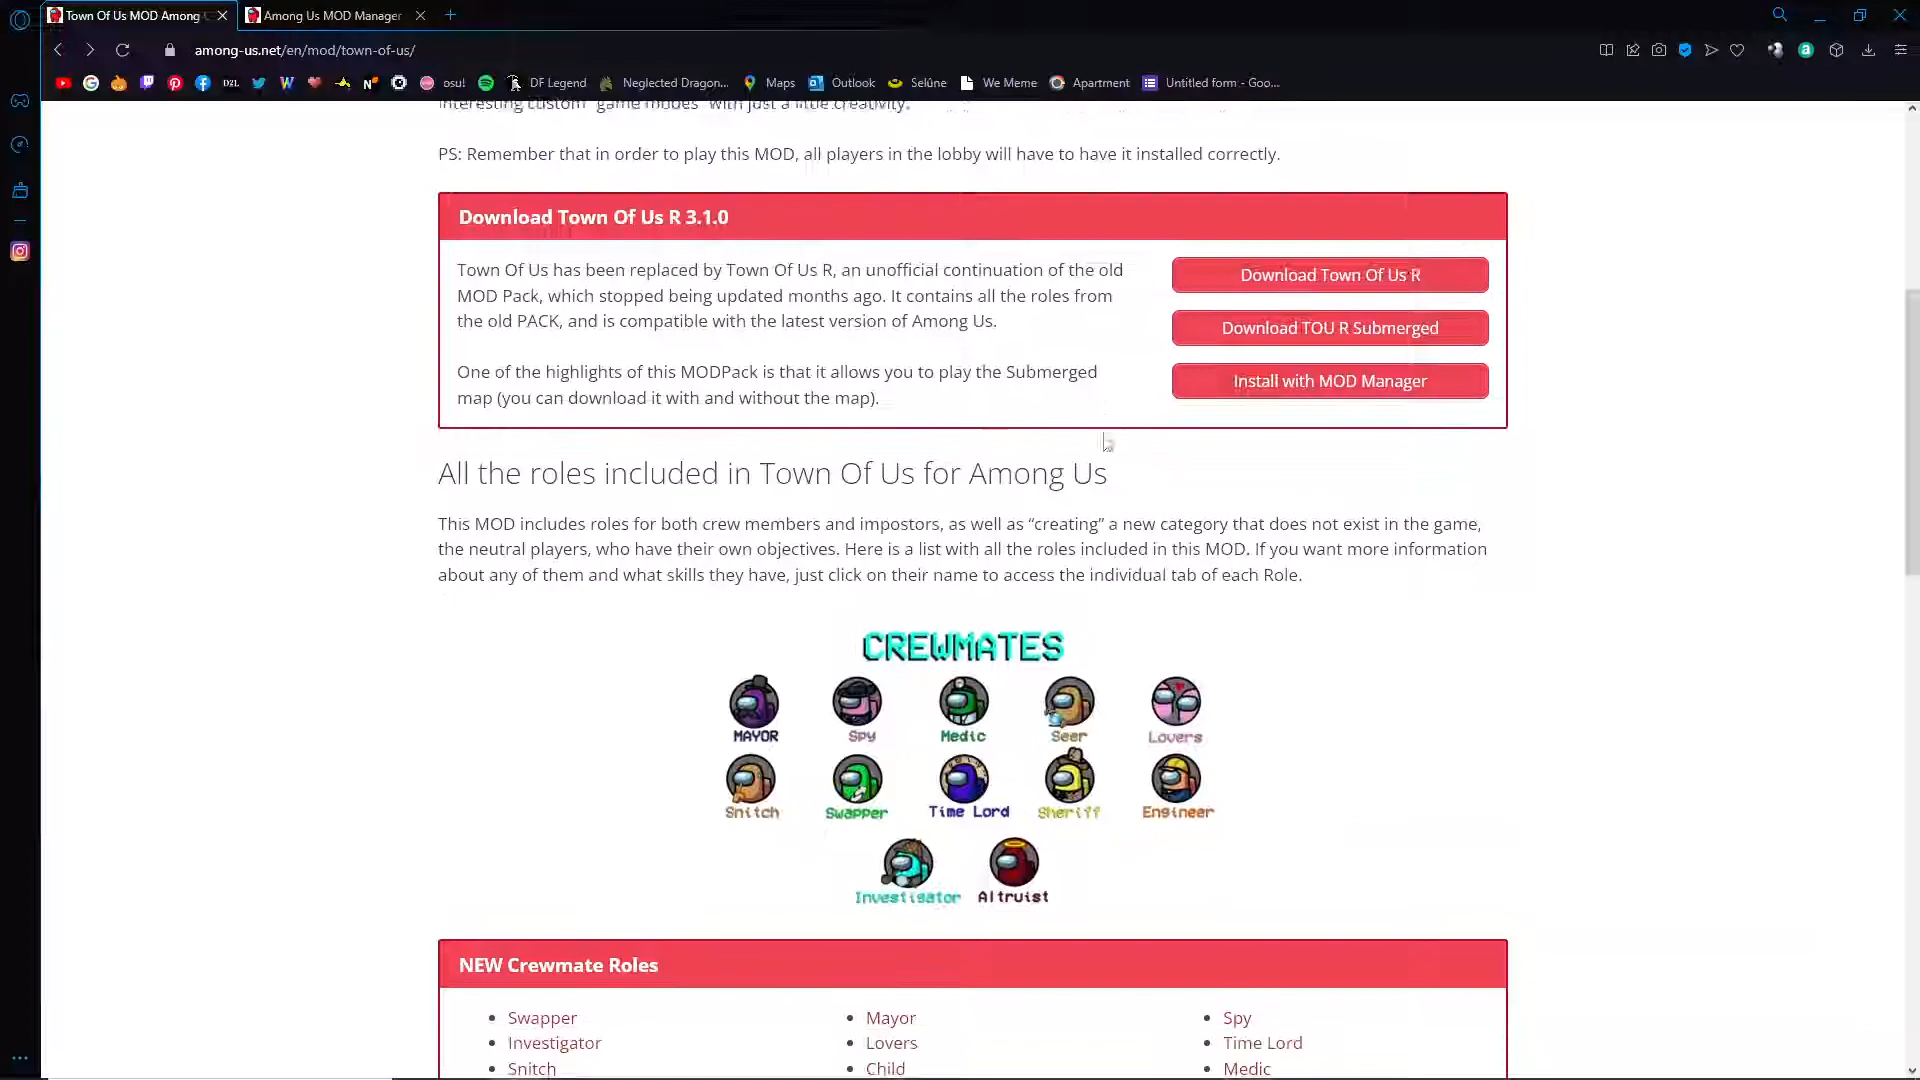 Town Of Us MOD Among
Among Us MOD Manager
among-us.net/en/mod/town-of-us/
osu!
DF Legend
Neglected Dragon...
Maps
Outlook
Selûne
We Meme
Apartment
Untitled form - Goo...
interesting custom "game modes" with just a little creativity.
PS: Remember that in order to play this MOD, all players in the lobby will have to have it installed correctly.
Download Town Of Us R 3.1.0
Town Of Us has been replaced by Town Of Us R, an unofficial continuation of the old
MOD Pack, which stopped being updated months ago. It contains all the roles from
the old PACK, and is compatible with the latest version of Among Us.
One of the highlights of this MODPack is that it allows you to play the Submerged
map (you can download it with and without the map).
Download Town Of Us R
Download TOU R Submerged
Install with MOD Manager
All the roles included in Town Of Us for Among Us
This MOD includes roles for both crew members and impostors, as well as “creating” a new category that does not exist in the game,
the neutral players, who have their own objectives. Here is a list with all the roles included in this MOD. If you want more information
about any of them and what skills they have, just click on their name to access the individual tab of each Role.
CREWMATES
MAYOR Spy Medic Seer Lovers
Snitch Swapper Time Lord Sheriff Engineer
Investigator Altruist
NEW Crewmate Roles
Swapper Mayor Spy
Investigator Lovers Time Lord
Snitch Child Medic